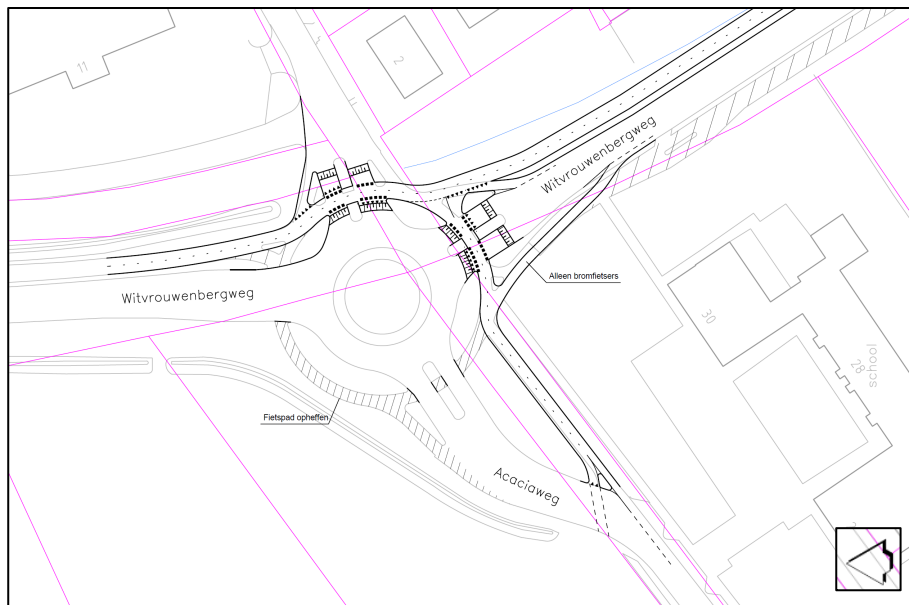 11
2
Witvrouwenbergweg
Alleen bromfietsers
Witvrouwenbergweg
30
28
school
Fietspad opheffen
Acaciaweg